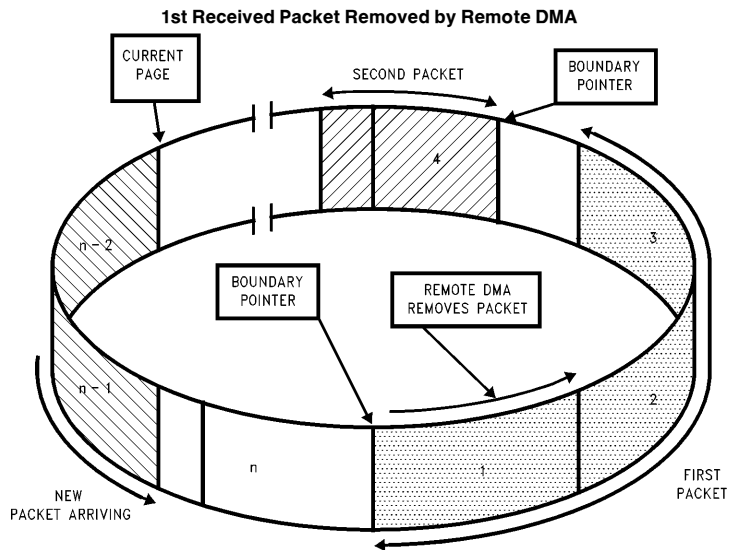 1st Received Packet Removed by Remote DMA
CURRENT
PAGE
SECOND PACKET
BOUNDARY
POINTER
4
n-2
3
BOUNDARY
POINTER
REMOTE DMA
REMOVES PACKET
n-1
2
n
1
NEW
PACKET ARRIVING
FIRST
PACKET